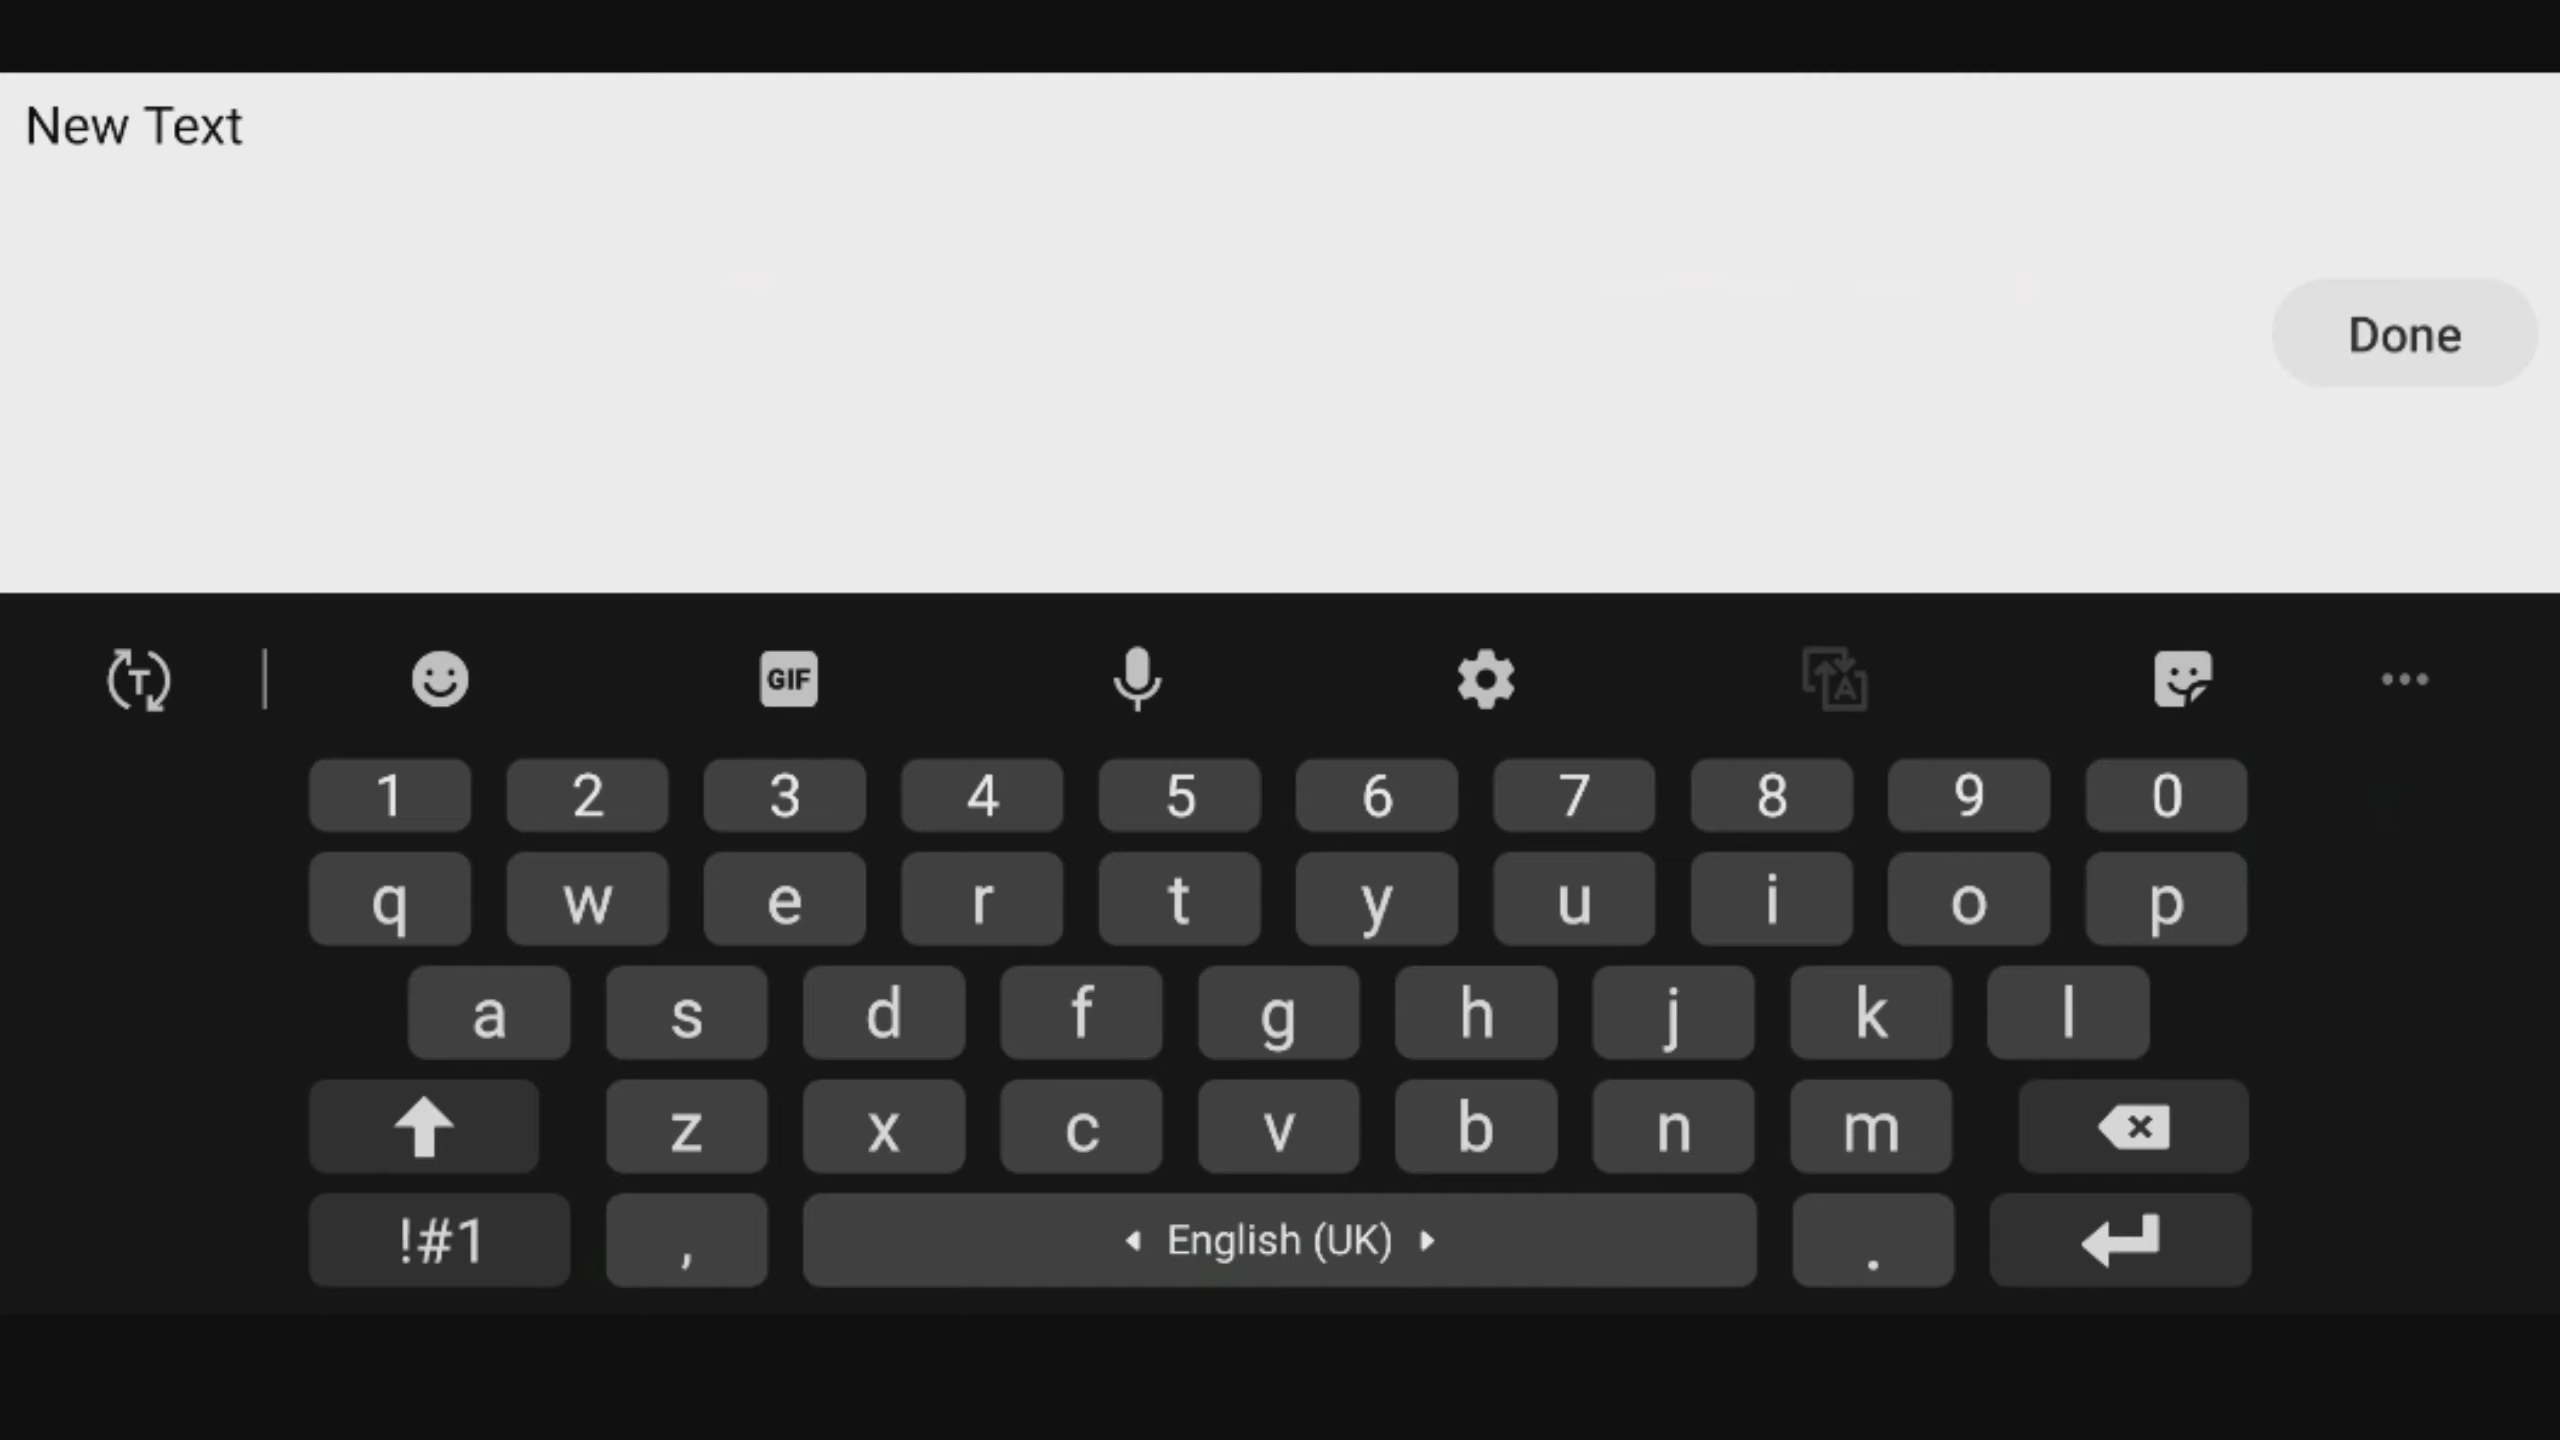 New Text
Done
T GIF A
1 2 3 4 5 6 7 8 9 0
q w e r t y u i o p
a s d f g h j k l
z x c v b n m
!#1 , English (UK) .